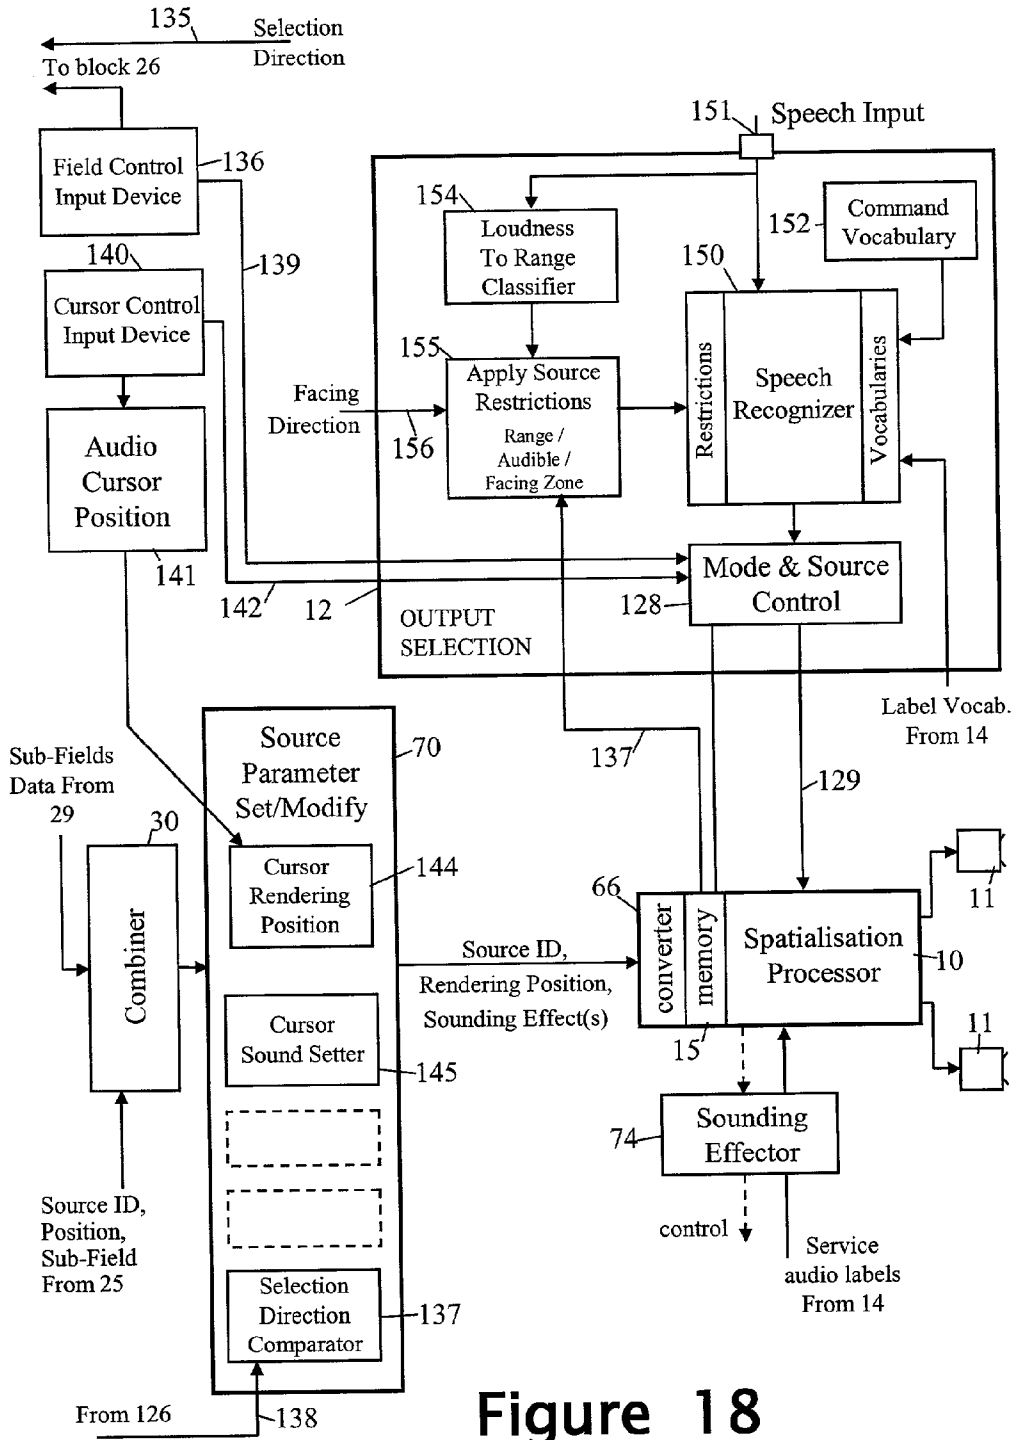 135
Selection
Direction
To block 26
Field Control
Input Device
136
139
140
Cursor Control
Input Device
Audio
Cursor
Position
141
142
12
151
Speech Input
154
Loudness
To Range
Classifier
152
Command
Vocabulary
150
Restrictions
Speech
Recognizer
Vocabularies
155
Apply Source
Restrictions
Range /
Audible /
Facing Zone
Facing
Direction
156
Mode & Source
Control
128
OUTPUT
SELECTION
Label Vocab.
From 14
137
129
Sub-Fields
Data From
29
30
Combiner
Source ID,
Position,
Sub-Field
From 25
Source
Parameter
Set/Modify
70
Cursor
Rendering
Position
144
Cursor
Sound Setter
145
Selection
Direction
Comparator
137
From 126
138
Source ID,
Rendering Position,
Sounding Effect(s)
66
converter
memory
Spatialisation
Processor
10
11
11
15
74
Sounding
Effector
control
Service
audio labels
From 14
Figure 18